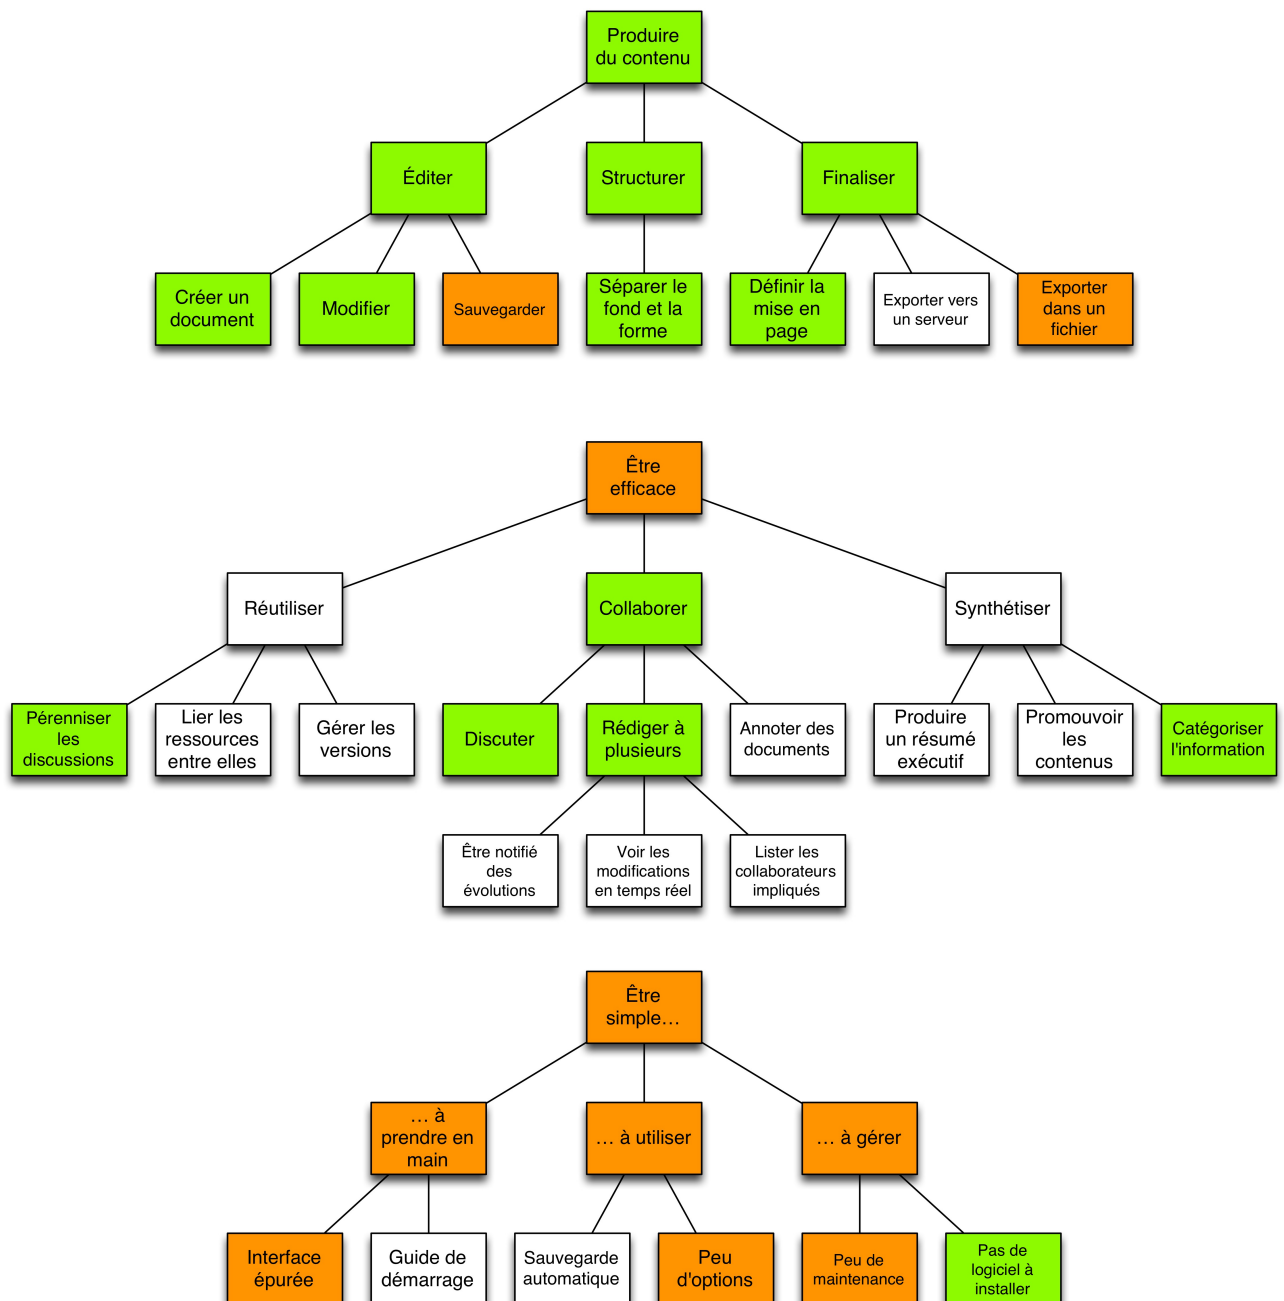 Produire
du contenu
Éditer
Structurer
Finaliser
Créer un
document
Modifier
Sauvegarder
Séparer le
fond et la
forme
Définir la
mise en
page
Exporter vers
un serveur
Exporter
dans un
fichier
Être
efficace
Réutiliser
Collaborer
Synthétiser
Pérenniser
les
discussions
Lier les
ressources
entre elles
Gérer les
versions
Discuter
Rédiger à
plusieurs
Annoter des
documents
Produire
un résumé
exécutif
Promouvoir
les
contenus
Catégoriser
l'information
Être notifié
des
évolutions
Voir les
modifications
en temps réel
Lister les
collaborateurs
impliqués
Être
simple…
… à
prendre en
main
… à utiliser
… à gérer
Interface
épurée
Guide de
démarrage
Sauvegarde
automatique
Peu
d'options
Peu de
maintenance
Pas de
logiciel à
installer